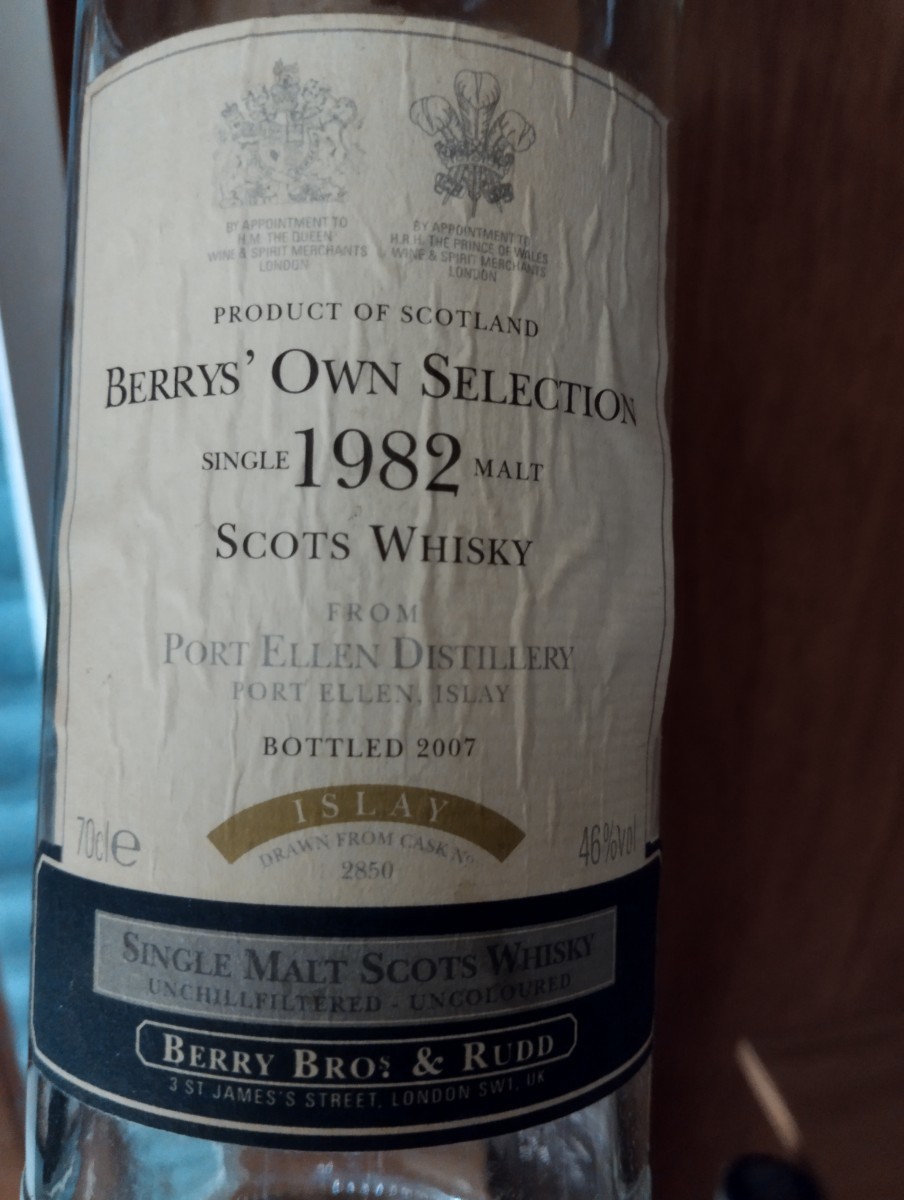 BY APPOINTMENT TO
H.M. THE QUEEN
WINE & SPIRIT MERCHANTS
LONDON
BY APPOINTMENT TO
H.R.H. THE PRINCE OF WALES
WINE & SPIRIT MERCHANTS
LONDON
PRODUCT OF SCOTLAND
BERRYS' OWN SELECTION
SINGLE 1982 MALT
SCOTS WHISKY
FROM
PORT ELLEN DISTILLERY
PORT ELLEN, ISLAY
BOTTLED 2007
ISLAY
70cl e
DRAWN FROM CASK No
46%vol
2850
SINGLE MALT SCOTS WHISKY
UNCHILLFILTERED - UNCOLOURED
BERRY BROS. & RUDD
3 ST JAMES'S STREET, LONDON SW1, UK